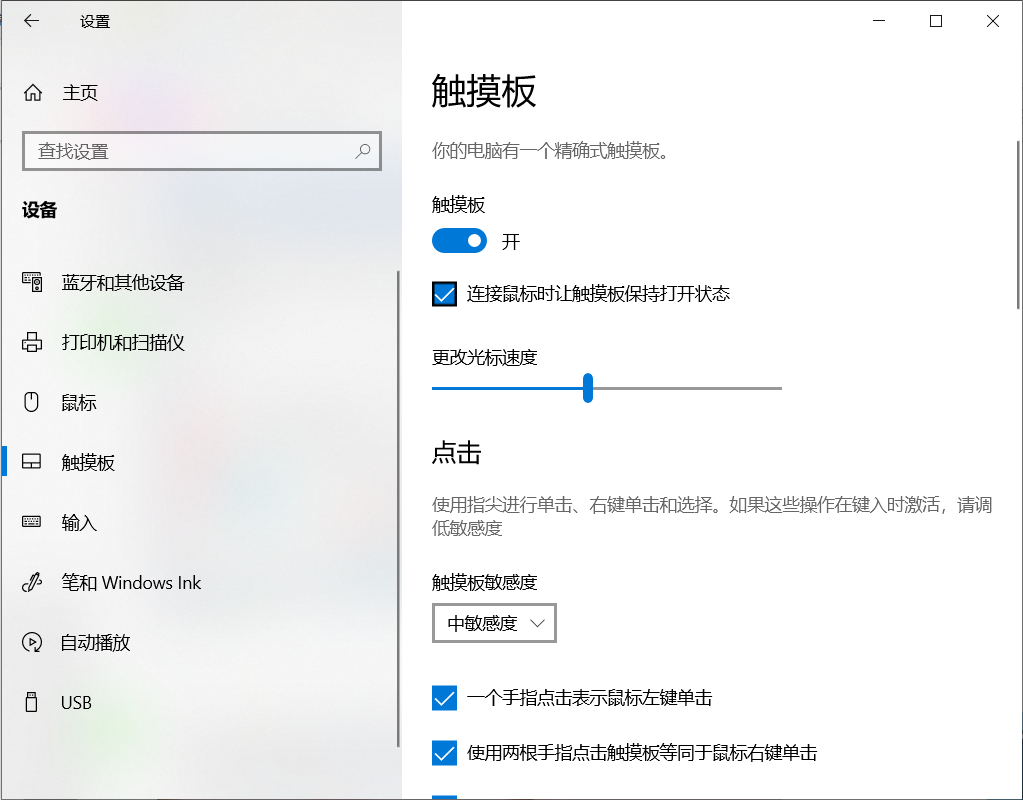 设置
主页
查找设置
设备
蓝牙和其他设备
打印机和扫描仪
鼠标
触摸板
输入
笔和 Windows Ink
自动播放
USB
触摸板
你的电脑有一个精确式触摸板。
触摸板
开
连接鼠标时让触摸板保持打开状态
更改光标速度
点击
使用指尖进行单击、右键单击和选择。如果这些操作在键入时激活，请调
低敏感度
触摸板敏感度
中敏感度
一个手指点击表示鼠标左键单击
使用两根手指点击触摸板等同于鼠标右键单击